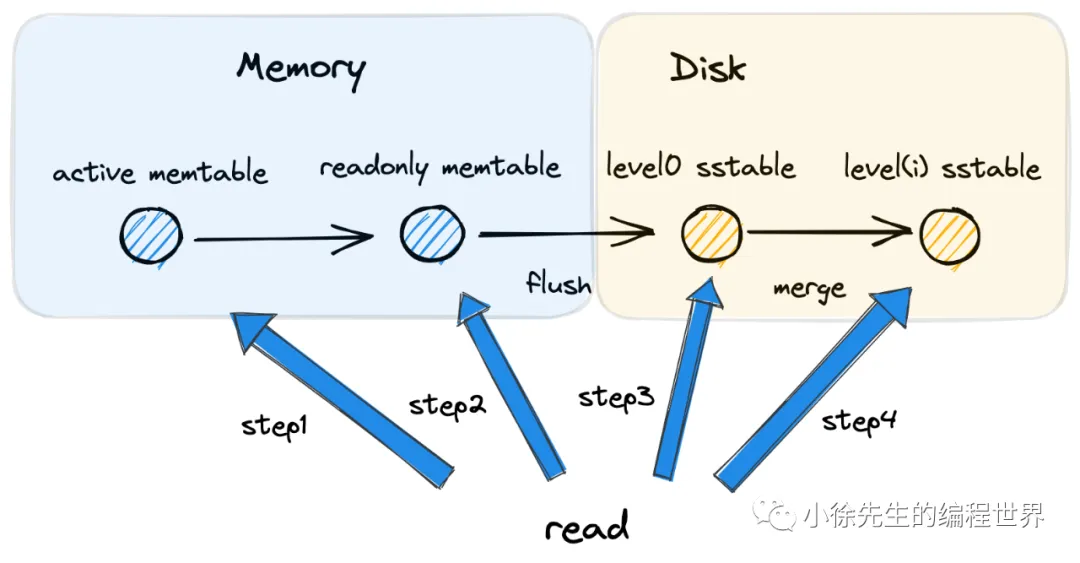 Memory
Disk
active memtable
readonly memtable
level0 sstable
level(i) sstable
flush
merge
step1
step2
step3
step4
read
小徐先生的编程世界